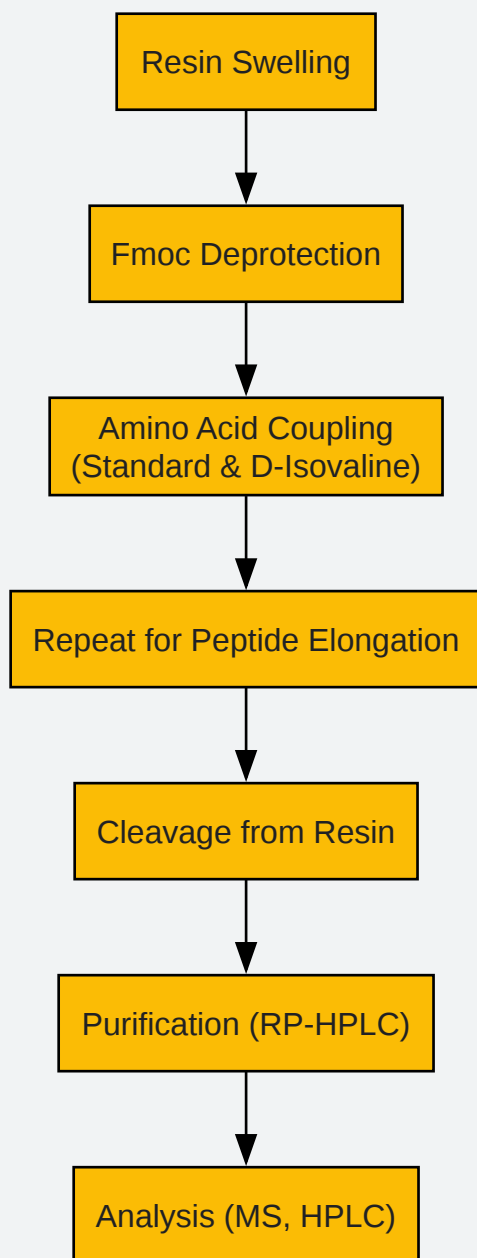 Resin Swelling
Fmoc Deprotection
Amino Acid Coupling
(Standard & D-Isovaline)
Repeat for Peptide Elongation
Cleavage from Resin
Purification (RP-HPLC)
Analysis (MS, HPLC)